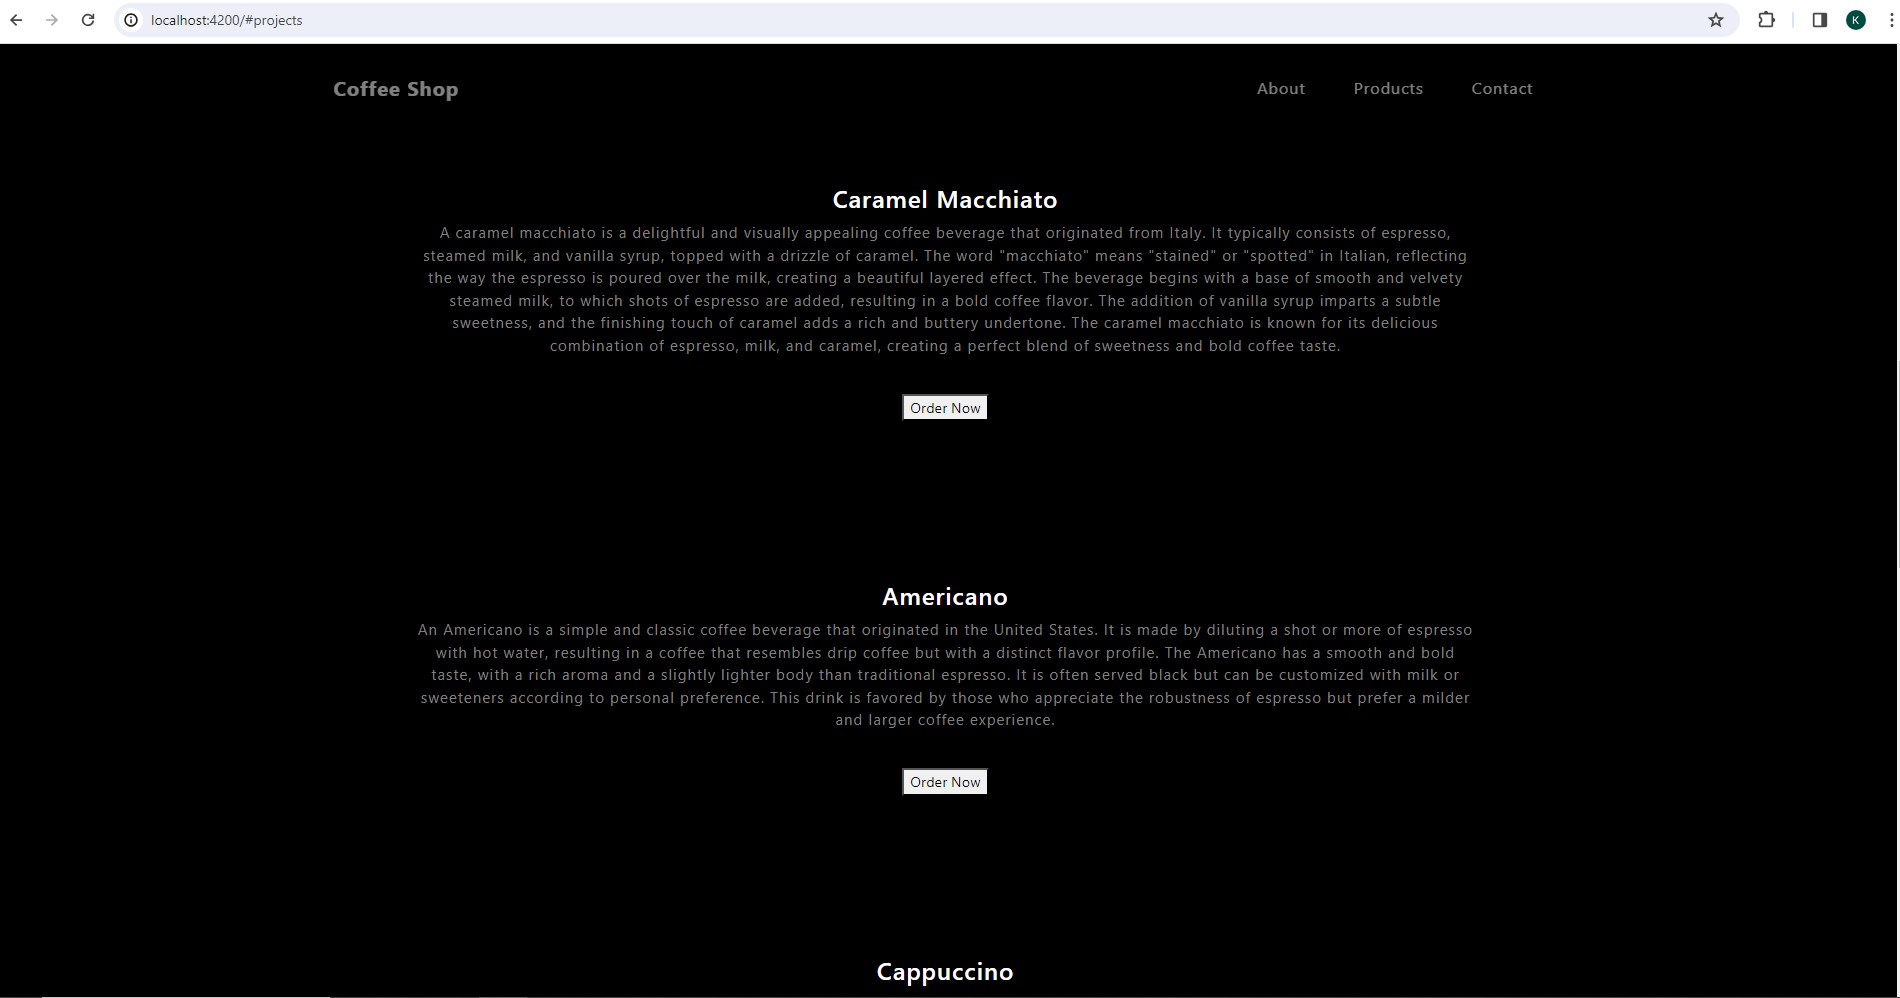 localhost:4200/#projects
K
Coffee Shop
About Products Contact
Caramel Macchiato
A caramel macchiato is a delightful and visually appealing coffee beverage that originated from Italy. It typically consists of espresso,
steamed milk, and vanilla syrup, topped with a drizzle of caramel. The word "macchiato" means "stained" or "spotted" in Italian, reflecting
the way the espresso is poured over the milk, creating a beautiful layered effect. The beverage begins with a base of smooth and velvety
steamed milk, to which shots of espresso are added, resulting in a bold coffee flavor. The addition of vanilla syrup imparts a subtle
sweetness, and the finishing touch of caramel adds a rich and buttery undertone. The caramel macchiato is known for its delicious
combination of espresso, milk, and caramel, creating a perfect blend of sweetness and bold coffee taste.
Order Now
Americano
An Americano is a simple and classic coffee beverage that originated in the United States. It is made by diluting a shot or more of espresso
with hot water, resulting in a coffee that resembles drip coffee but with a distinct flavor profile. The Americano has a smooth and bold
taste, with a rich aroma and a slightly lighter body than traditional espresso. It is often served black but can be customized with milk or
sweeteners according to personal preference. This drink is favored by those who appreciate the robustness of espresso but prefer a milder
and larger coffee experience.
Order Now
Cappuccino